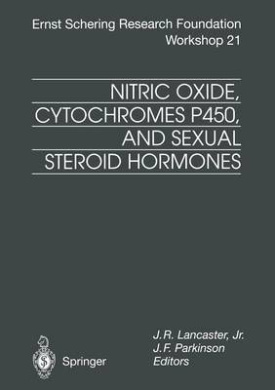 Ernst Schering Research Foundation
Workshop 21
NITRIC OXIDE,
CYTOCHROMES P450,
AND SEXUAL
STEROID HORMONES
J. R. Lancaster, Jr.
J. F. Parkinson
Editors
Springer